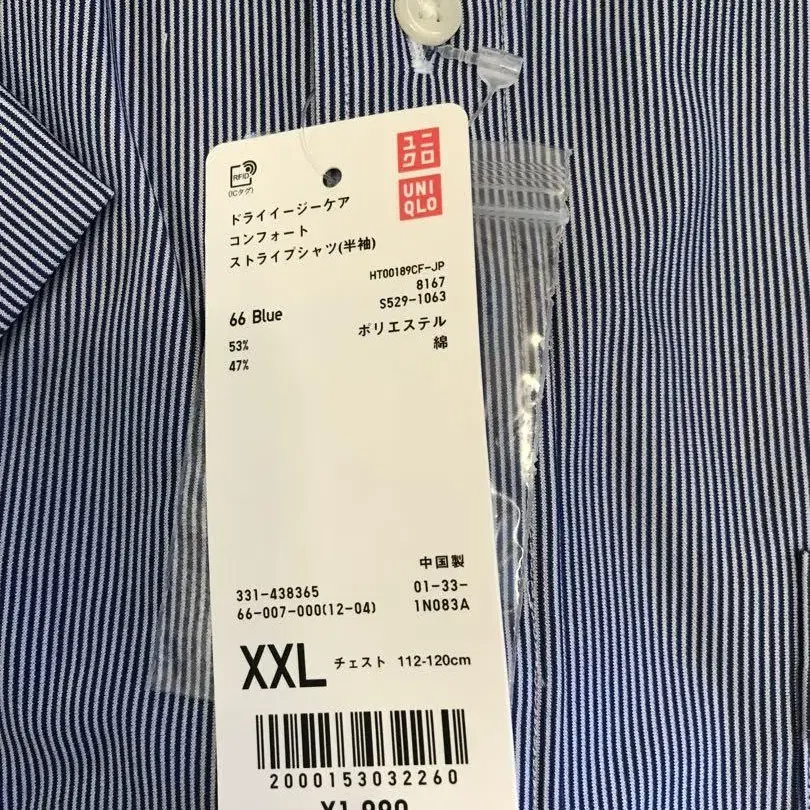 RFID
(ICタグ)
ユニ
クロ
UNI
QLO
ドライイージーケア
コンフォート
ストライプシャツ(半袖)
HT00189CF-JP
8167
S529-1063
66 Blue
53% ポリエステル
47% 綿
中国製
331-438365 01-33-
66-007-000(12-04) 1N083A
XXL チェスト 112-120cm
2000153032260